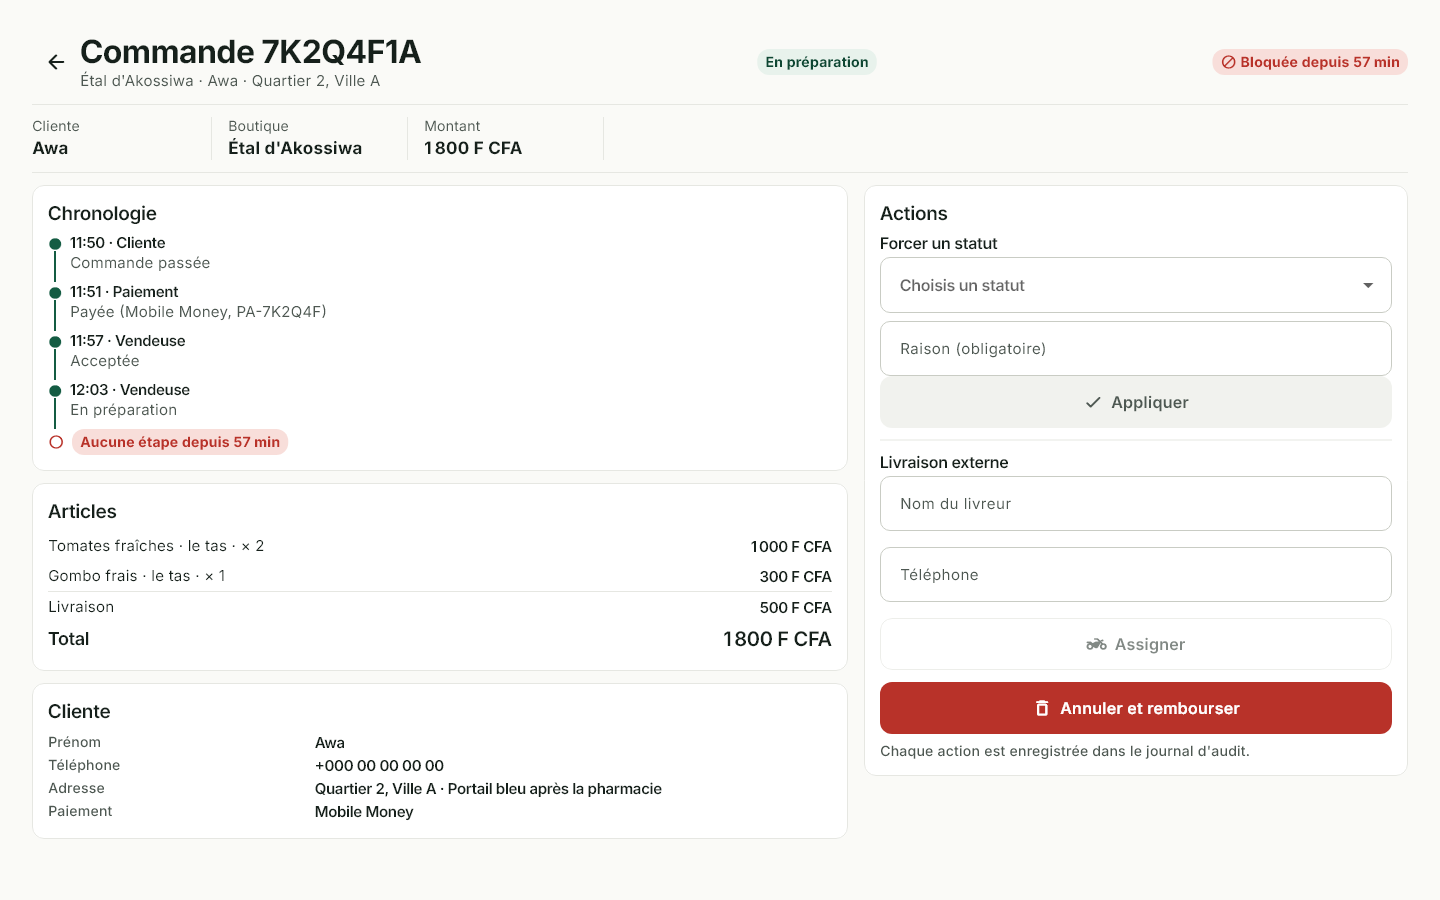 Commande 7K2Q4F1A
Étal d'Akossiwa · Awa · Quartier 2, Ville A
En préparation
Bloquée depuis 57 min
Cliente
Awa
Boutique
Étal d'Akossiwa
Montant
1 800 F CFA
Chronologie
11:50 · Cliente
Commande passée
11:51 · Paiement
Payée (Mobile Money, PA-7K2Q4F)
11:57 · Vendeuse
Acceptée
12:03 · Vendeuse
En préparation
Aucune étape depuis 57 min
Articles
Tomates fraîches · le tas · × 2
1 000 F CFA
Gombo frais · le tas · × 1
300 F CFA
Livraison
500 F CFA
Total
1 800 F CFA
Cliente
Prénom
Awa
Téléphone
+000 00 00 00 00
Adresse
Quartier 2, Ville A · Portail bleu après la pharmacie
Paiement
Mobile Money
Actions
Forcer un statut
Choisis un statut
Raison (obligatoire)
Appliquer
Livraison externe
Nom du livreur
Téléphone
Assigner
Annuler et rembourser
Chaque action est enregistrée dans le journal d'audit.